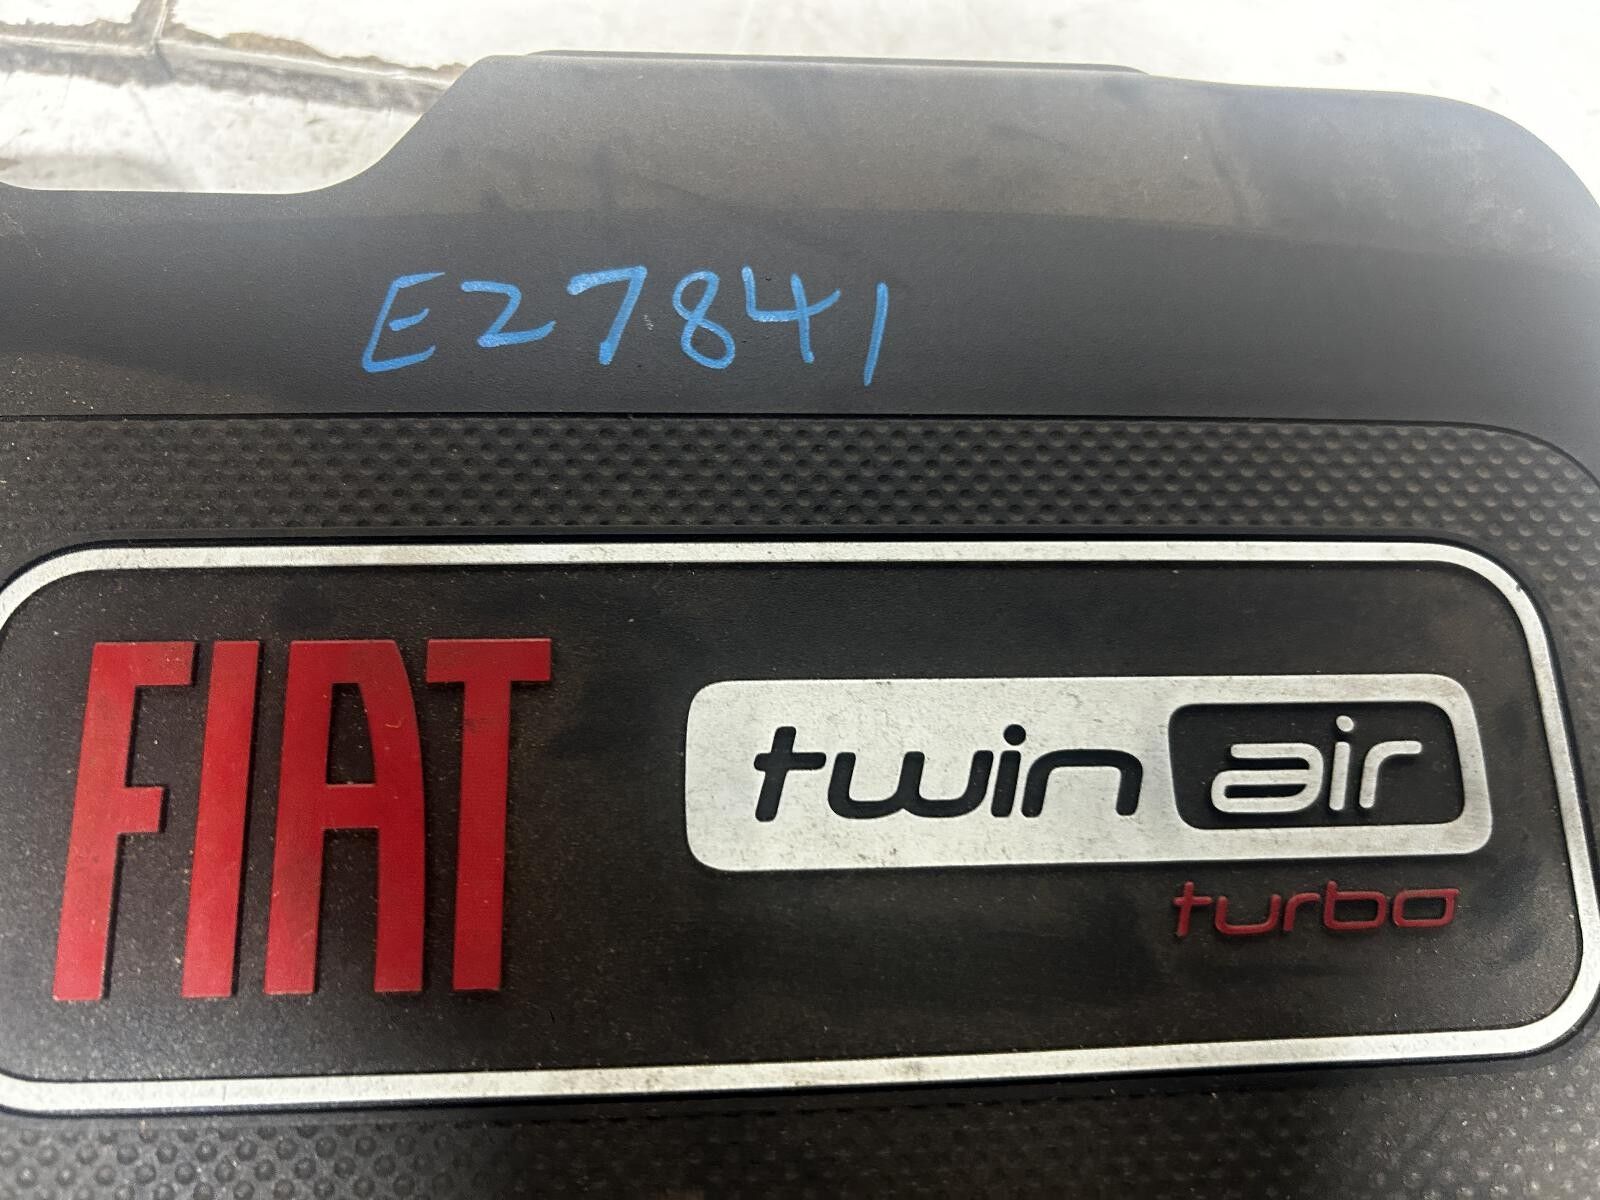 E27841
FIAT
twin air
turbo